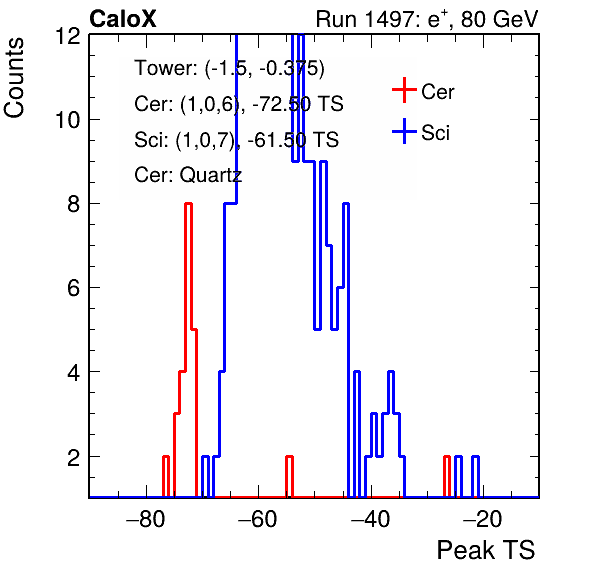 CaloX Run 1497: e+, 80 GeV
Counts
12
10
8
6
4
2
Tower: (-1.5, -0.375)
Cer: (1,0,6), -72.50 TS
Sci: (1,0,7), -61.50 TS
Cer: Quartz
Cer
Sci
−80 −60 −40 −20
Peak TS